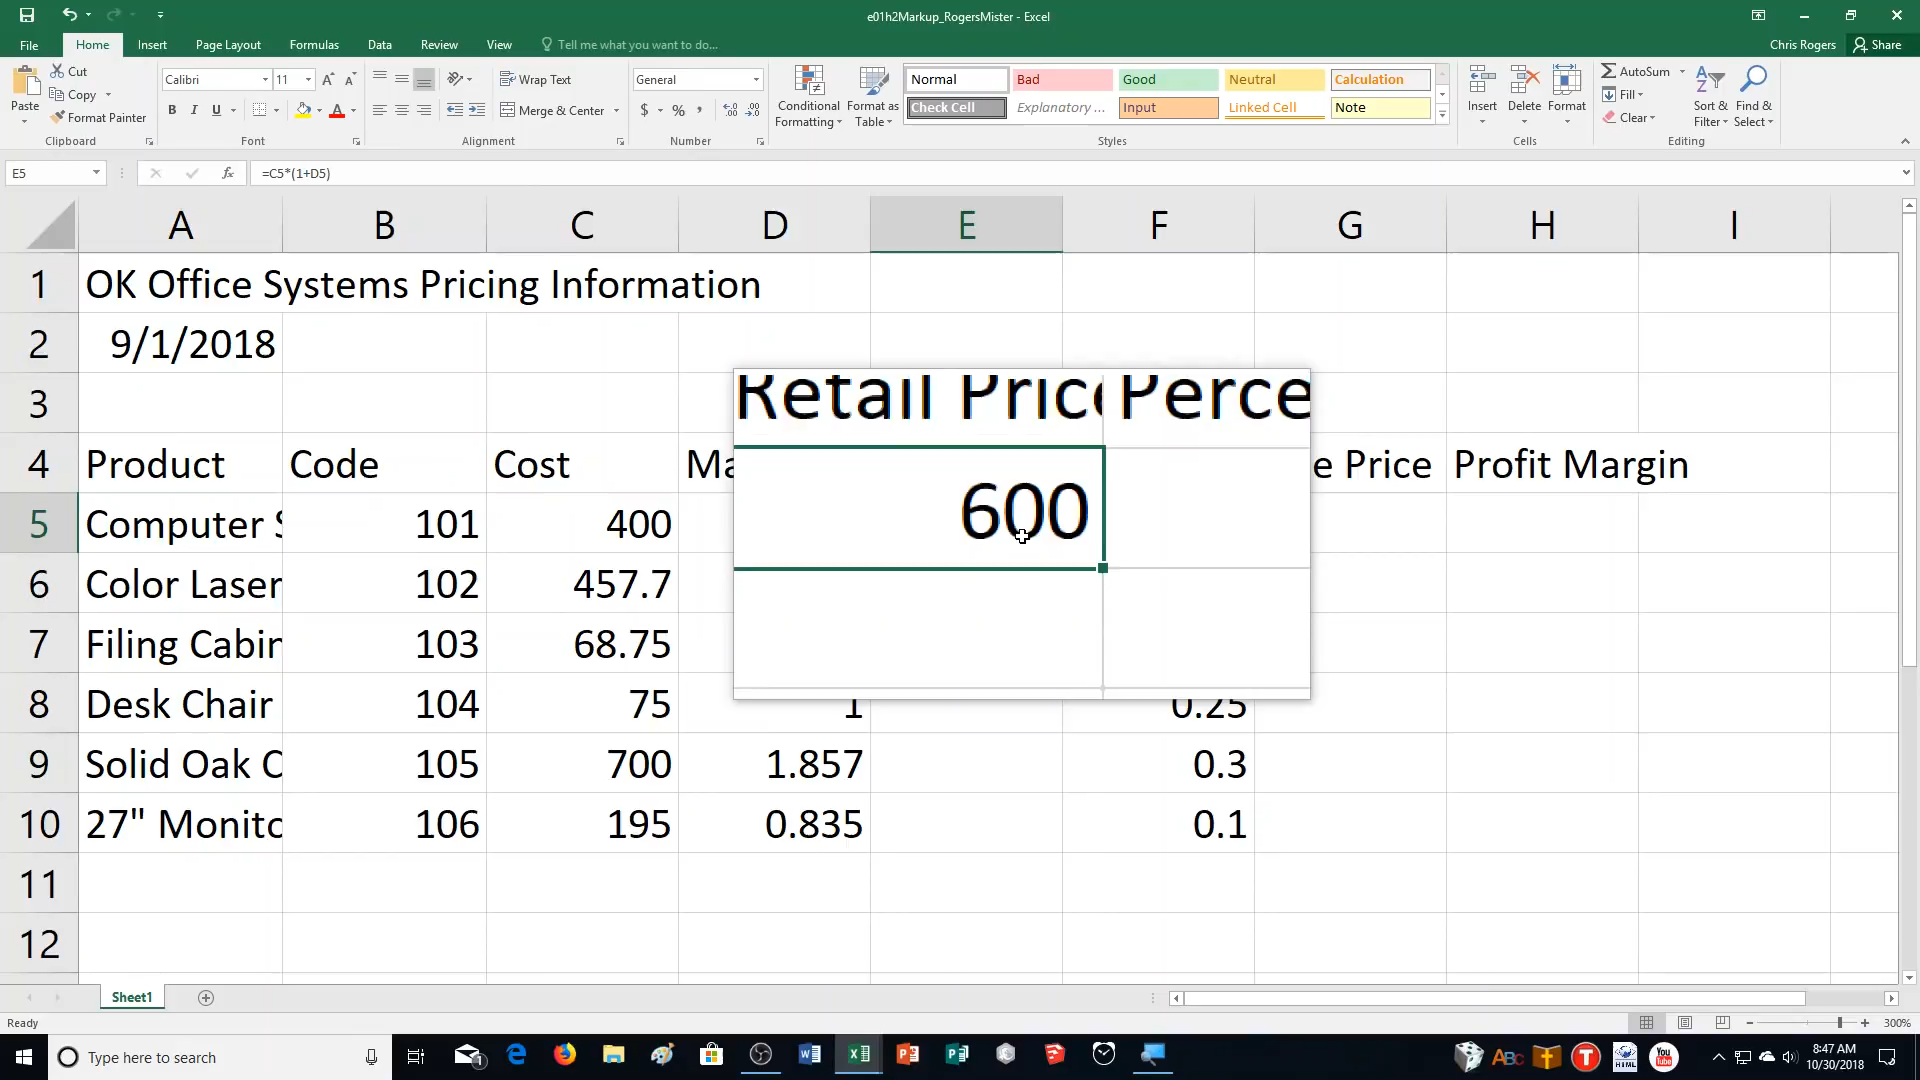 e01h2Markup_RogersMister - Excel
File Home Insert Page Layout Formulas Data Review View Tell me what you want to do... Chris Rogers Share
Cut
Copy
Format Painter
Paste
Clipboard
Calibri 11
B I U
Font
Wrap Text
Merge & Center
Alignment
General
$ % ,
Number
Conditional Formatting
Format as Table
Normal Bad Good Neutral Calculation
Check Cell Explanatory ... Input Linked Cell Note
Styles
Insert Delete Format
Cells
AutoSum
Fill
Clear
Sort & Filter
Find & Select
Editing
E5 fx =C5*(1+D5)
A B C D E F G H I
1 OK Office Systems Pricing Information
2 9/1/2018
3
Retail Price Perce
4 Product Code Cost Ma e Price Profit Margin
5 Computer S 101 400 600
6 Color Laser 102 457.7
7 Filing Cabin 103 68.75
8 Desk Chair 104 75 1 0.25
9 Solid Oak C 105 700 1.857 0.3
10 27" Monito 106 195 0.835 0.1
11
12
Sheet1
Ready 300%
Type here to search
8:47 AM
10/30/2018